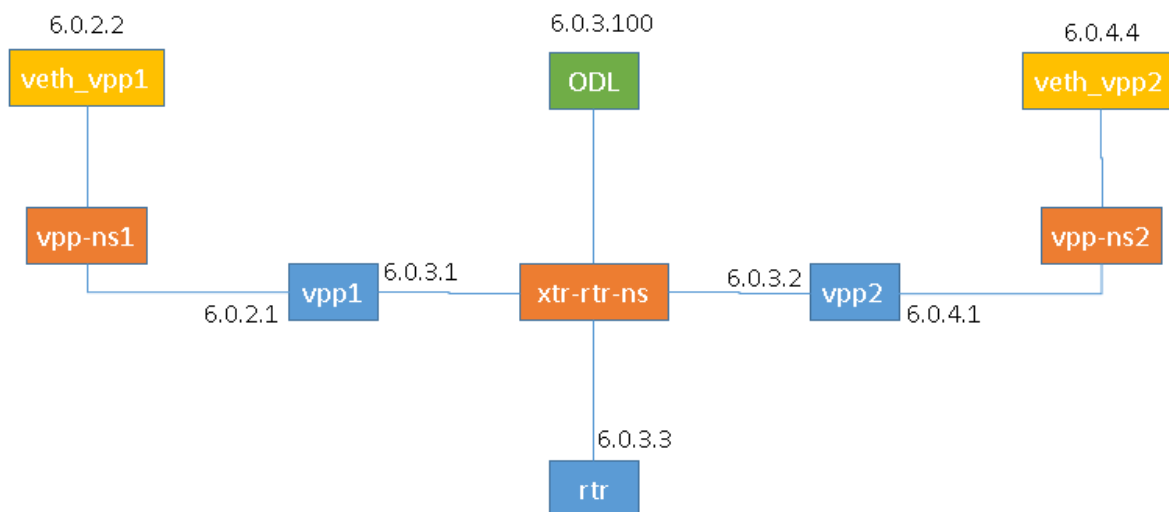 6.0.2.2
6.0.3.100
6.0.4.4
veth_vpp1
ODL
veth_vpp2
vpp-ns1
vpp-ns2
6.0.3.1
6.0.3.2
vpp1
xtr-rtr-ns
vpp2
6.0.2.1
6.0.4.1
6.0.3.3
rtr